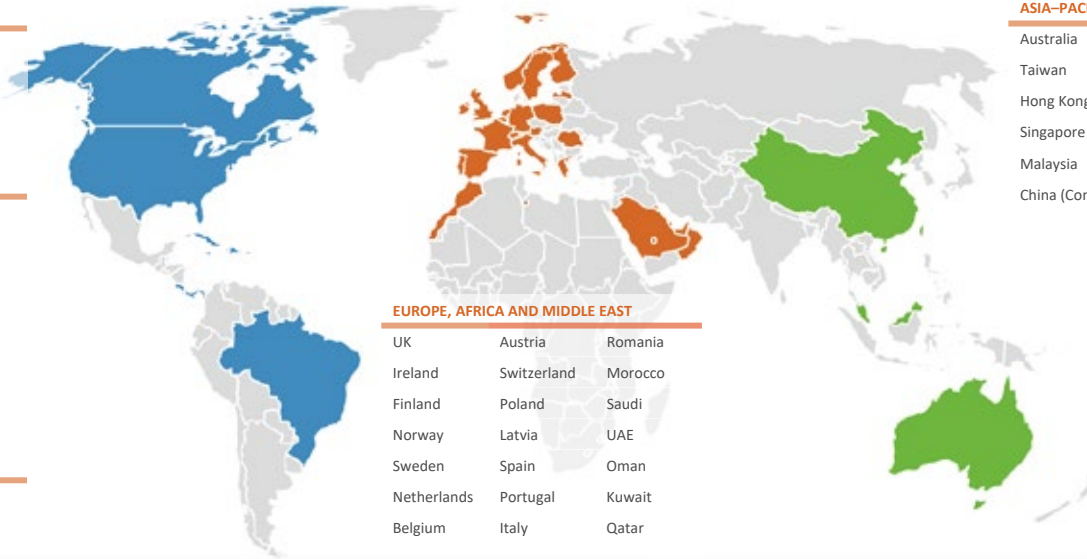 ASIA–PAC
Australia
Taiwan
Hong Kong
Singapore
Malaysia
China (Cor
EUROPE, AFRICA AND MIDDLE EAST
UK Austria Romania
Ireland Switzerland Morocco
Finland Poland Saudi
Norway Latvia UAE
Sweden Spain Oman
Netherlands Portugal Kuwait
Belgium Italy Qatar